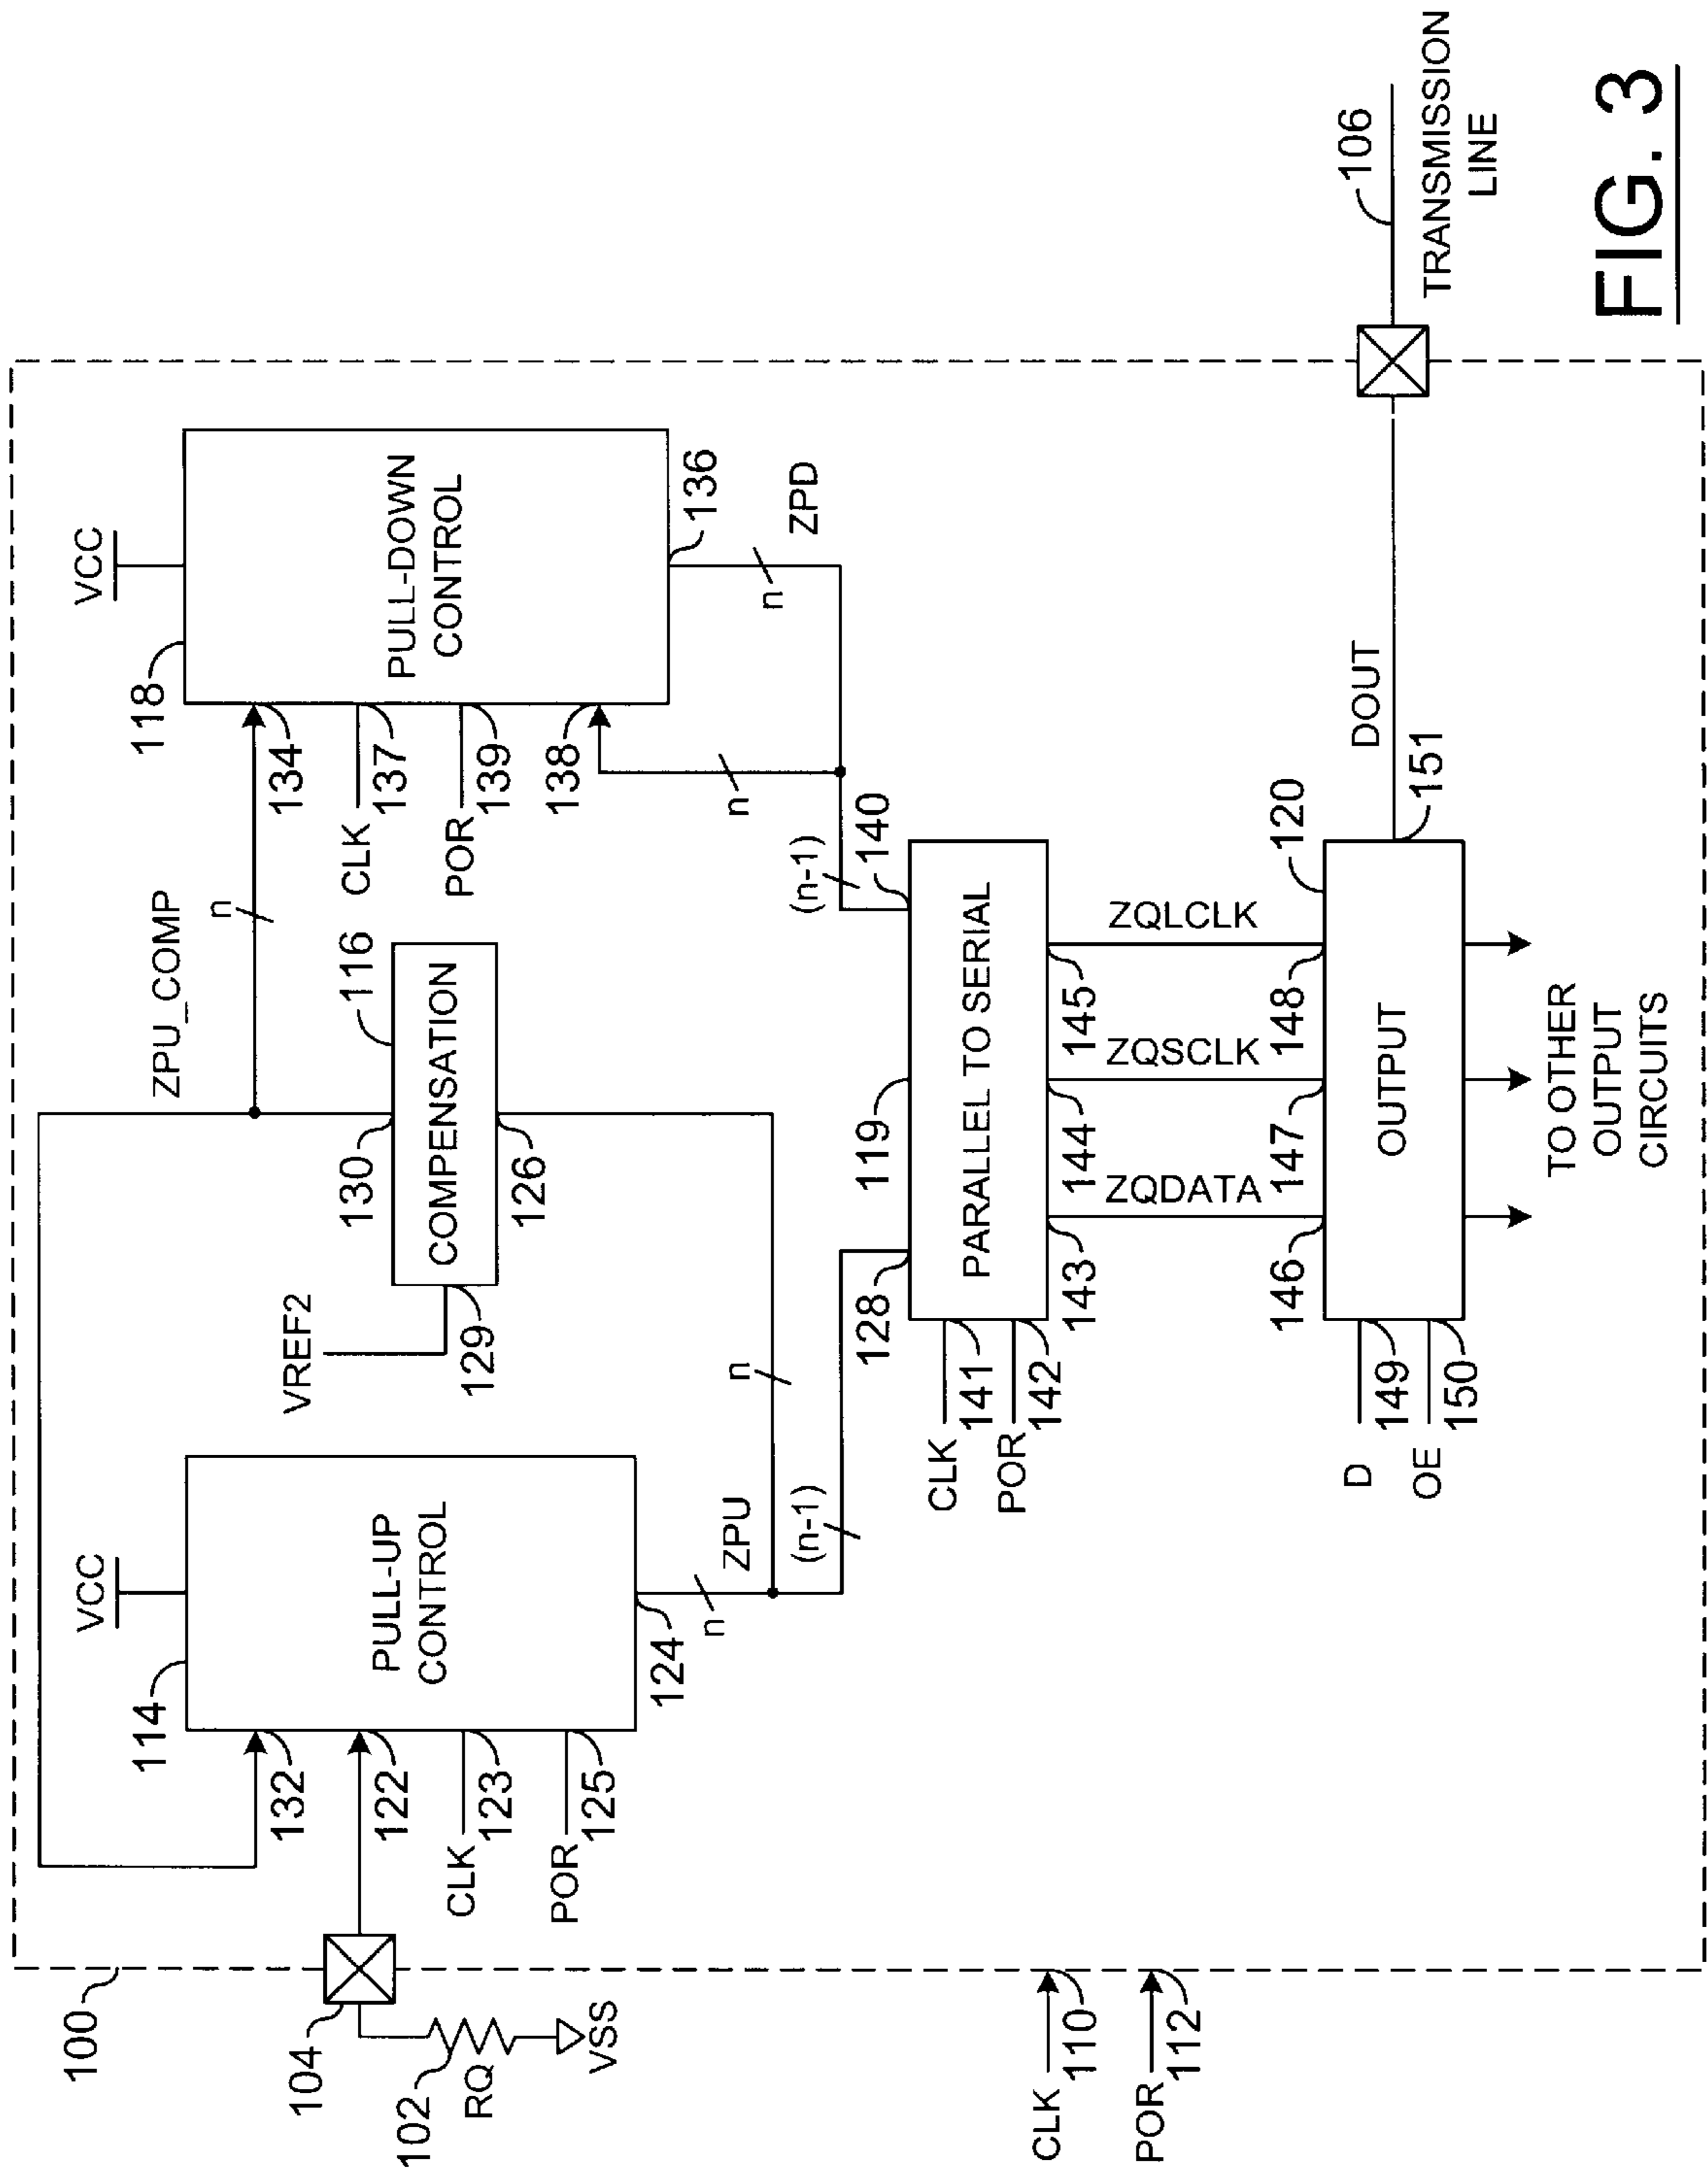 100
104
102
RQ
VSS
CLK
110
POR
112
114
VCC
PULL-UP
CONTROL
132
122
CLK
123
POR
125
124
n
ZPU
n
(n-1)
VREF2
129
COMPENSATION
116
130
126
ZPU_COMP
n
118
VCC
PULL-DOWN
CONTROL
134
CLK
137
POR
139
138
136
n
ZPD
n
(n-1)
140
128
119
PARALLEL TO SERIAL
CLK
141
POR
142
143
144
145
ZQDATA
ZQSCLK
ZQLCLK
146
147
148
OUTPUT
120
D
149
OE
150
151
DOUT
TO OTHER
OUTPUT
CIRCUITS
106
TRANSMISSION
LINE
FIG. 3